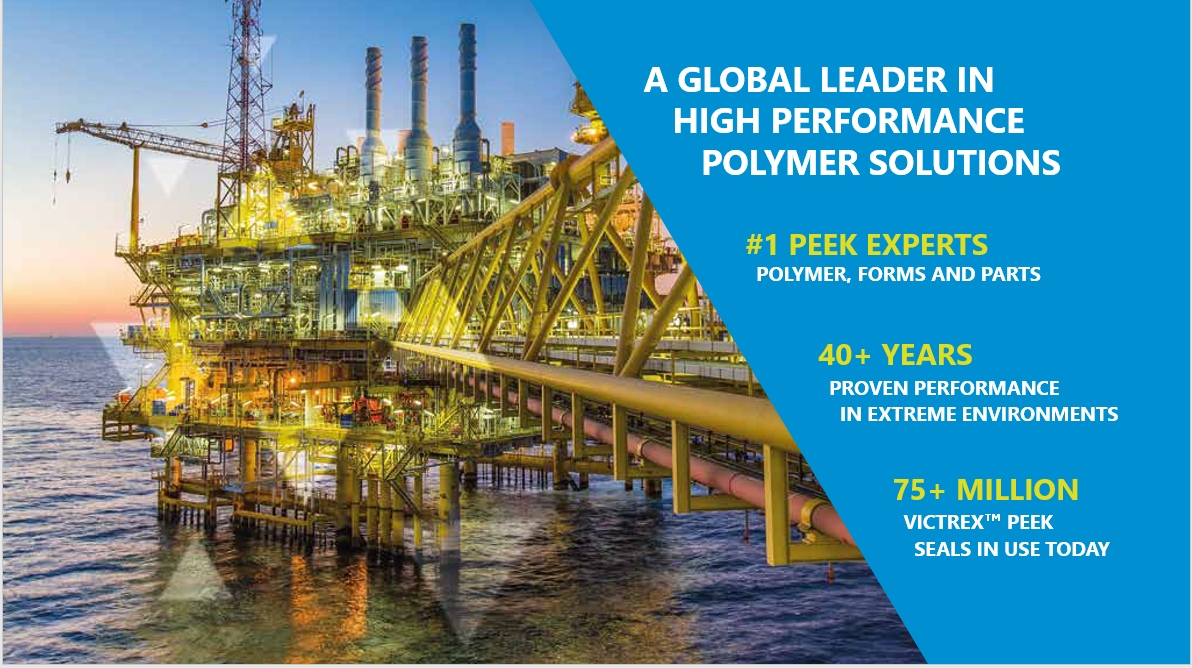 A GLOBAL LEADER IN
HIGH PERFORMANCE
POLYMER SOLUTIONS
#1 PEEK EXPERTS
POLYMER, FORMS AND PARTS
40+ YEARS
PROVEN PERFORMANCE
IN EXTREME ENVIRONMENTS
75+ MILLION
VICTREX™ PEEK
SEALS IN USE TODAY